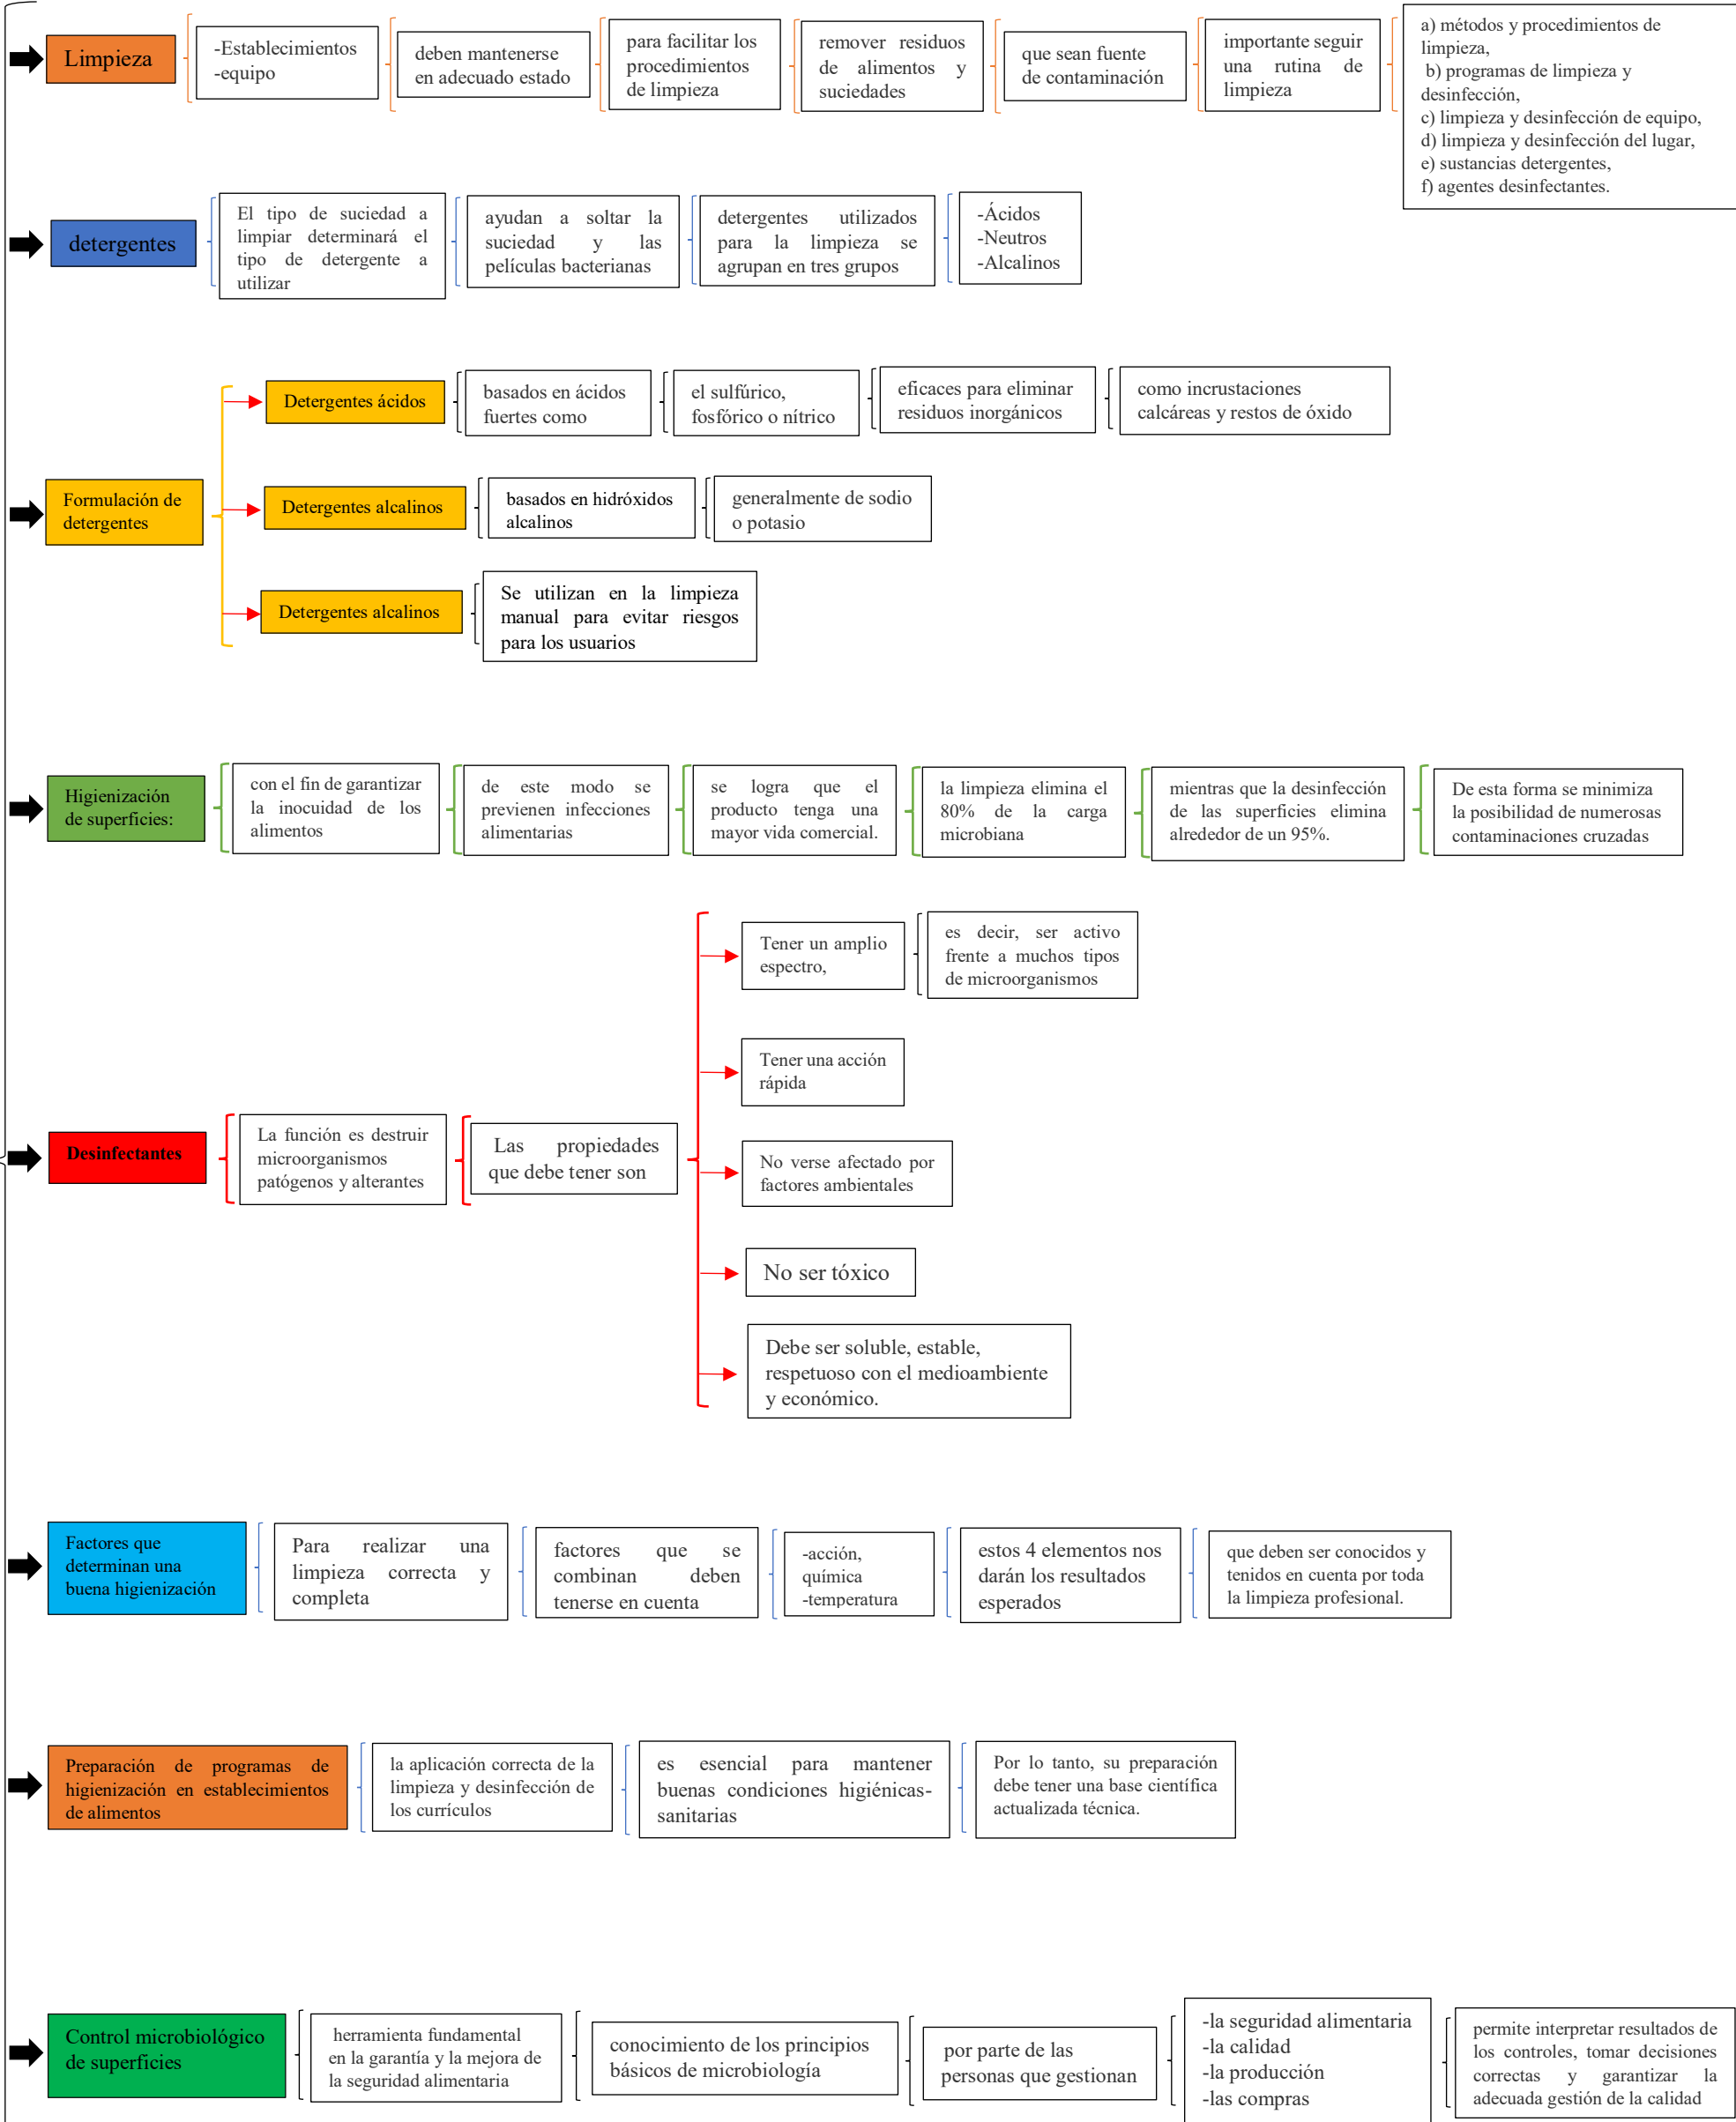 Limpieza
-Establecimientos
-equipo
deben mantenerse
en adecuado estado
para facilitar los
procedimientos
de limpieza
remover residuos
de alimentos y
suciedades
que sean fuente
de contaminación
importante seguir
una rutina de
limpieza
a) métodos y procedimientos de
limpieza,
b) programas de limpieza y
desinfección,
c) limpieza y desinfección de equipo,
d) limpieza y desinfección del lugar,
e) sustancias detergentes,
f) agentes desinfectantes.
detergentes
El tipo de suciedad a
limpiar determinará el
tipo de detergente a
utilizar
ayudan a soltar la
suciedad y las
películas bacterianas
detergentes utilizados
para la limpieza se
agrupan en tres grupos
-Ácidos
-Neutros
-Alcalinos
Formulación de
detergentes
Detergentes ácidos
basados en ácidos
fuertes como
el sulfúrico,
fosfórico o nítrico
eficaces para eliminar
residuos inorgánicos
como incrustaciones
calcáreas y restos de óxido
Detergentes alcalinos
basados en hidróxidos
alcalinos
generalmente de sodio
o potasio
Detergentes alcalinos
Se utilizan en la limpieza
manual para evitar riesgos
para los usuarios
Higienización
de superficies:
con el fin de garantizar
la inocuidad de los
alimentos
de este modo se
previenen infecciones
alimentarias
se logra que el
producto tenga una
mayor vida comercial.
la limpieza elimina el
80% de la carga
microbiana
mientras que la desinfección
de las superficies elimina
alrededor de un 95%.
De esta forma se minimiza
la posibilidad de numerosas
contaminaciones cruzadas
Desinfectantes
La función es destruir
microorganismos
patógenos y alterantes
Las propiedades
que debe tener son
Tener un amplio
espectro,
es decir, ser activo
frente a muchos tipos
de microorganismos
Tener una acción
rápida
No verse afectado por
factores ambientales
No ser tóxico
Debe ser soluble, estable,
respetuoso con el medioambiente
y económico.
Factores que
determinan una
buena higienización
Para realizar una
limpieza correcta y
completa
factores que se
combinan deben
tenerse en cuenta
-acción,
química
-temperatura
estos 4 elementos nos
darán los resultados
esperados
que deben ser conocidos y
tenidos en cuenta por toda
la limpieza profesional.
Preparación de programas de
higienización en establecimientos
de alimentos
la aplicación correcta de la
limpieza y desinfección de
los currículos
es esencial para mantener
buenas condiciones higiénicas-
sanitarias
Por lo tanto, su preparación
debe tener una base científica
actualizada técnica.
Control microbiológico
de superficies
herramienta fundamental
en la garantía y la mejora de
la seguridad alimentaria
conocimiento de los principios
básicos de microbiología
por parte de las
personas que gestionan
-la seguridad alimentaria
-la calidad
-la producción
-las compras
permite interpretar resultados de
los controles, tomar decisiones
correctas y garantizar la
adecuada gestión de la calidad